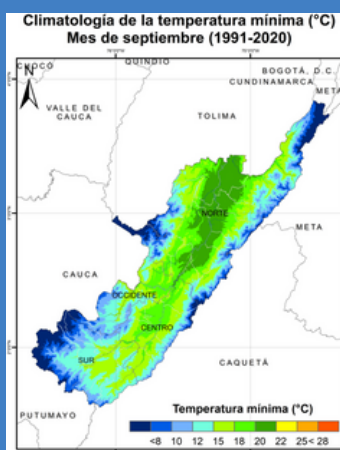 Climatología de la temperatura mínima (°C)
Mes de septiembre (1991-2020)
CHOCÓ
QUINDIO
BOGOTÁ, D.C.
CUNDINAMARCA
META
N
VALLE DEL
CAUCA
TOLIMA
NORTE
META
CAUCA
OCCIDENTE
CENTRO
SUR
CAQUETÁ
PUTUMAYO
Temperatura mínima (°C)
<8 10 12 15 18 20 22 25< 28